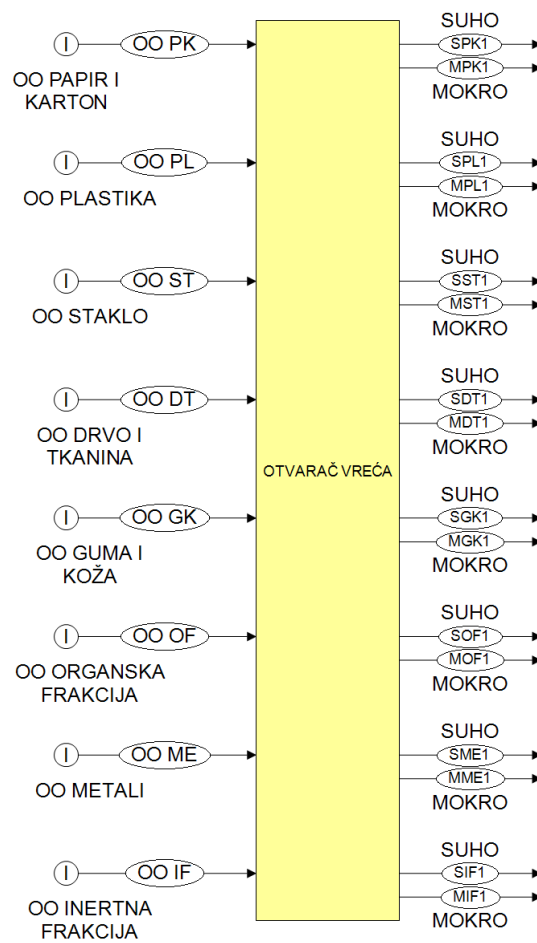 SUHO
I
OO PK
SPK1
MPK1
OO PAPIR I
KARTON
MOKRO
SUHO
I
OO PL
SPL1
MPL1
OO PLASTIKA
MOKRO
SUHO
I
OO ST
SST1
MST1
OO STAKLO
MOKRO
SUHO
I
OO DT
SDT1
MDT1
OO DRVO I
TKANINA
MOKRO
OTVARAČ VREĆA
SUHO
I
OO GK
SGK1
MGK1
OO GUMA I
KOŽA
MOKRO
SUHO
I
OO OF
SOF1
MOF1
OO ORGANSKA
FRAKCIJA
MOKRO
SUHO
I
OO ME
SME1
MME1
OO METALI
MOKRO
SUHO
I
OO IF
SIF1
MIF1
OO INERTNA
FRAKCIJA
MOKRO